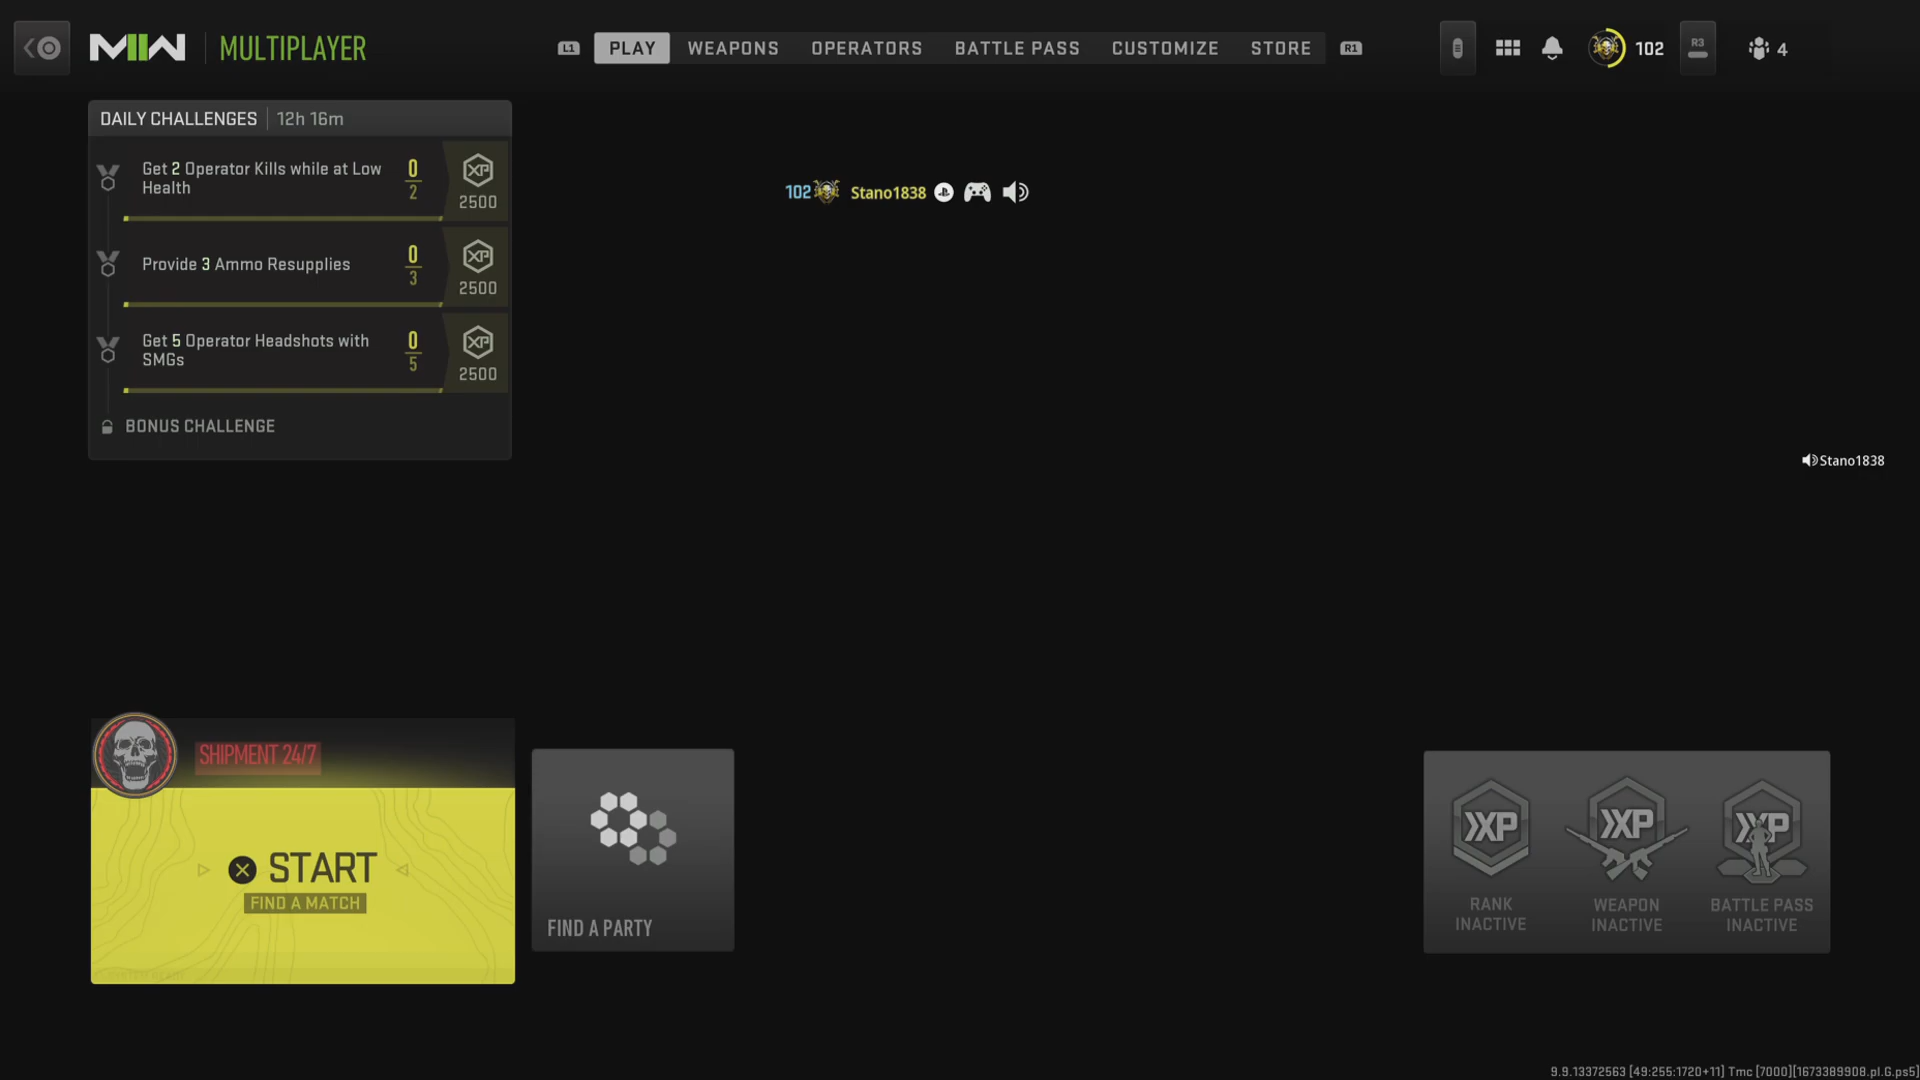 MWII MULTIPLAYER
L1 PLAY WEAPONS OPERATORS BATTLE PASS CUSTOMIZE STORE R1
102 R3 4
DAILY CHALLENGES 12h 16m
Get 2 Operator Kills while at Low
Health
0
2
XP
2500
Provide 3 Ammo Resupplies
0
3
XP
2500
Get 5 Operator Headshots with
SMGs
0
5
XP
2500
BONUS CHALLENGE
102 Stano1838
Stano1838
SHIPMENT 24/7
START
FIND A MATCH
FIND A PARTY
XP
RANK
INACTIVE
XP
WEAPON
INACTIVE
XP
BATTLE PASS
INACTIVE
9.9.13372563 [49:255:1720+11] Tmc [7000][1673389908.pl.G.ps5]